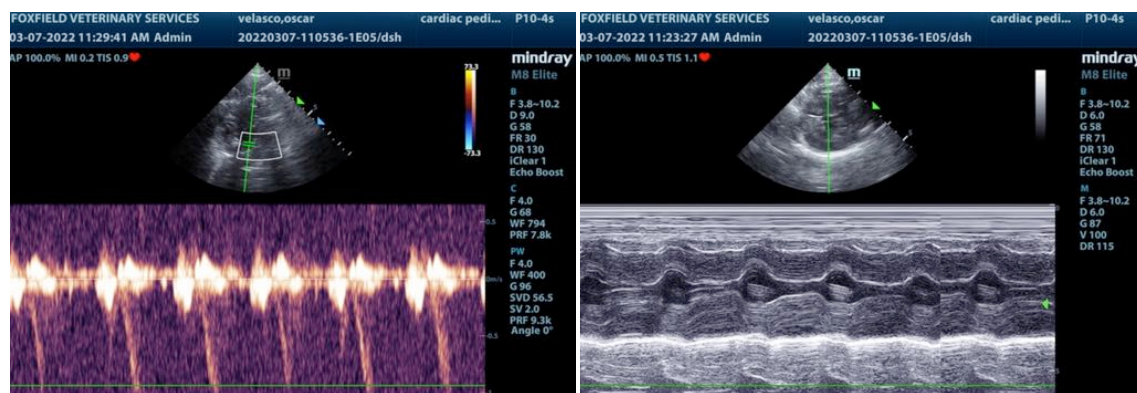 FOXFIELD VETERINARY SERVICES velasco,oscar cardiac pedi... P10-4s
03-07-2022 11:29:41 AM Admin 20220307-110536-1E05/dsh
AP 100.0% MI 0.2 TIS 0.9
m
73.3
-73.3
5
mindray
M8 Elite
B
F 3.8~10.2
D 9.0
G 58
FR 30
DR 130
iClear 1
Echo Boost
C
F 4.0
G 68
WF 794
PRF 7.8k
PW
F 4.0
WF 400
G 96
SVD 56.5
SV 2.0
PRF 9.3k
Angle 0°
-0.5
0m/s
-0.5
FOXFIELD VETERINARY SERVICES velasco,oscar cardiac pedi... P10-4s
03-07-2022 11:23:27 AM Admin 20220307-110536-1E05/dsh
AP 100.0% MI 0.5 TIS 1.1
m
5
mindray
M8 Elite
B
F 3.8~10.2
D 6.0
G 58
FR 71
DR 130
iClear 1
Echo Boost
M
F 3.8~10.2
D 6.0
G 87
V 100
DR 115
0
5